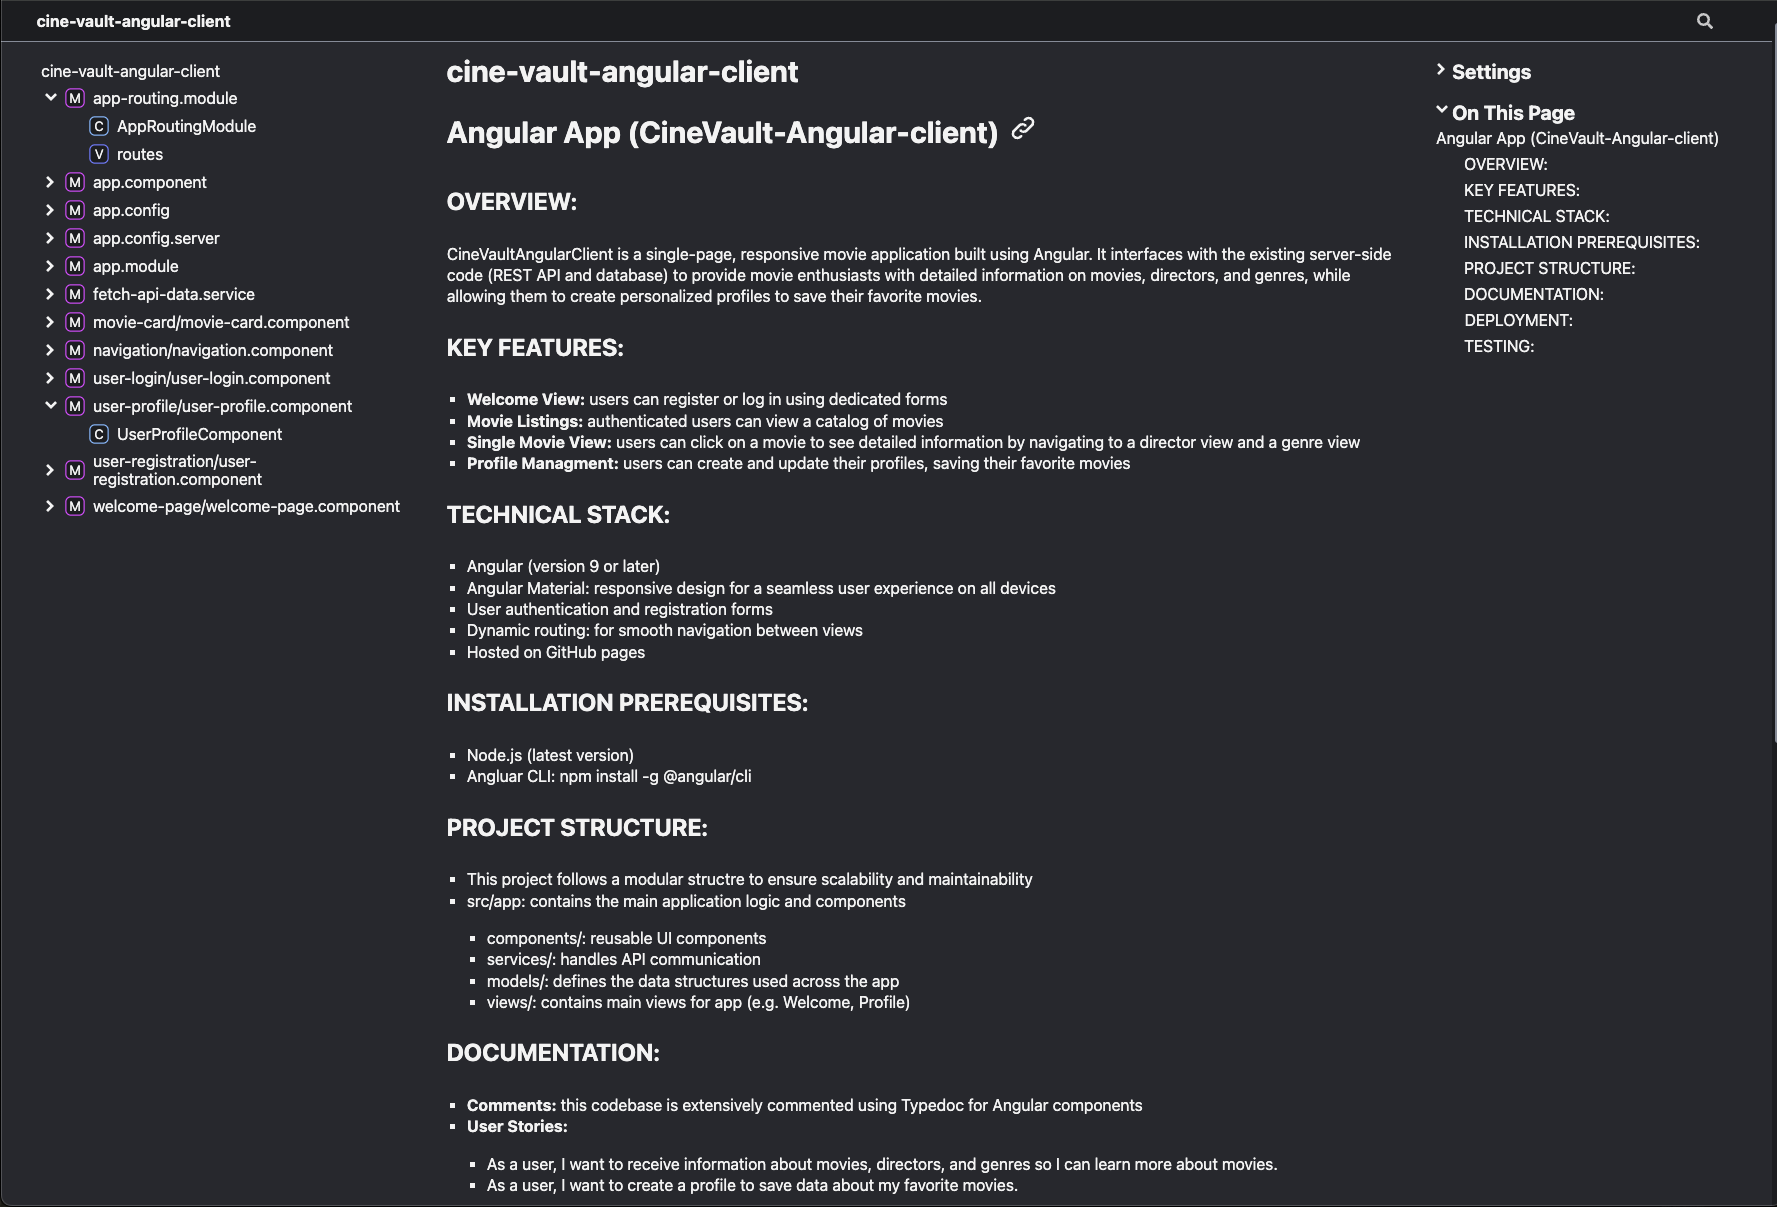 cine-vault-angular-client
cine-vault-angular-client
M app-routing.module
C AppRoutingModule
V routes
M app.component
M app.config
M app.config.server
M app.module
M fetch-api-data.service
M movie-card/movie-card.component
M navigation/navigation.component
M user-login/user-login.component
M user-profile/user-profile.component
C UserProfileComponent
M user-registration/user-
registration.component
M welcome-page/welcome-page.component
cine-vault-angular-client
Angular App (CineVault-Angular-client)
OVERVIEW:
CineVaultAngularClient is a single-page, responsive movie application built using Angular. It interfaces with the existing server-side
code (REST API and database) to provide movie enthusiasts with detailed information on movies, directors, and genres, while
allowing them to create personalized profiles to save their favorite movies.
KEY FEATURES:
▪ Welcome View: users can register or log in using dedicated forms
▪ Movie Listings: authenticated users can view a catalog of movies
▪ Single Movie View: users can click on a movie to see detailed information by navigating to a director view and a genre view
▪ Profile Managment: users can create and update their profiles, saving their favorite movies
TECHNICAL STACK:
▪ Angular (version 9 or later)
▪ Angular Material: responsive design for a seamless user experience on all devices
▪ User authentication and registration forms
▪ Dynamic routing: for smooth navigation between views
▪ Hosted on GitHub pages
INSTALLATION PREREQUISITES:
▪ Node.js (latest version)
▪ Angluar CLI: npm install -g @angular/cli
PROJECT STRUCTURE:
▪ This project follows a modular structre to ensure scalability and maintainability
▪ src/app: contains the main application logic and components
▪ components/: reusable UI components
▪ services/: handles API communication
▪ models/: defines the data structures used across the app
▪ views/: contains main views for app (e.g. Welcome, Profile)
DOCUMENTATION:
▪ Comments: this codebase is extensively commented using Typedoc for Angular components
▪ User Stories:
▪ As a user, I want to receive information about movies, directors, and genres so I can learn more about movies.
▪ As a user, I want to create a profile to save data about my favorite movies.
Settings
On This Page
Angular App (CineVault-Angular-client)
OVERVIEW:
KEY FEATURES:
TECHNICAL STACK:
INSTALLATION PREREQUISITES:
PROJECT STRUCTURE:
DOCUMENTATION:
DEPLOYMENT:
TESTING: